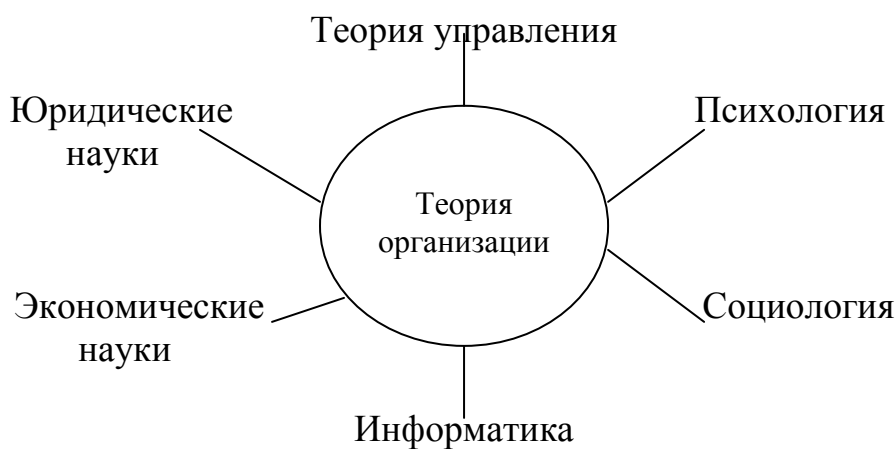 Теория управления
Юридические
науки
Психология
Теория
организации
Экономические
науки
Социология
Информатика